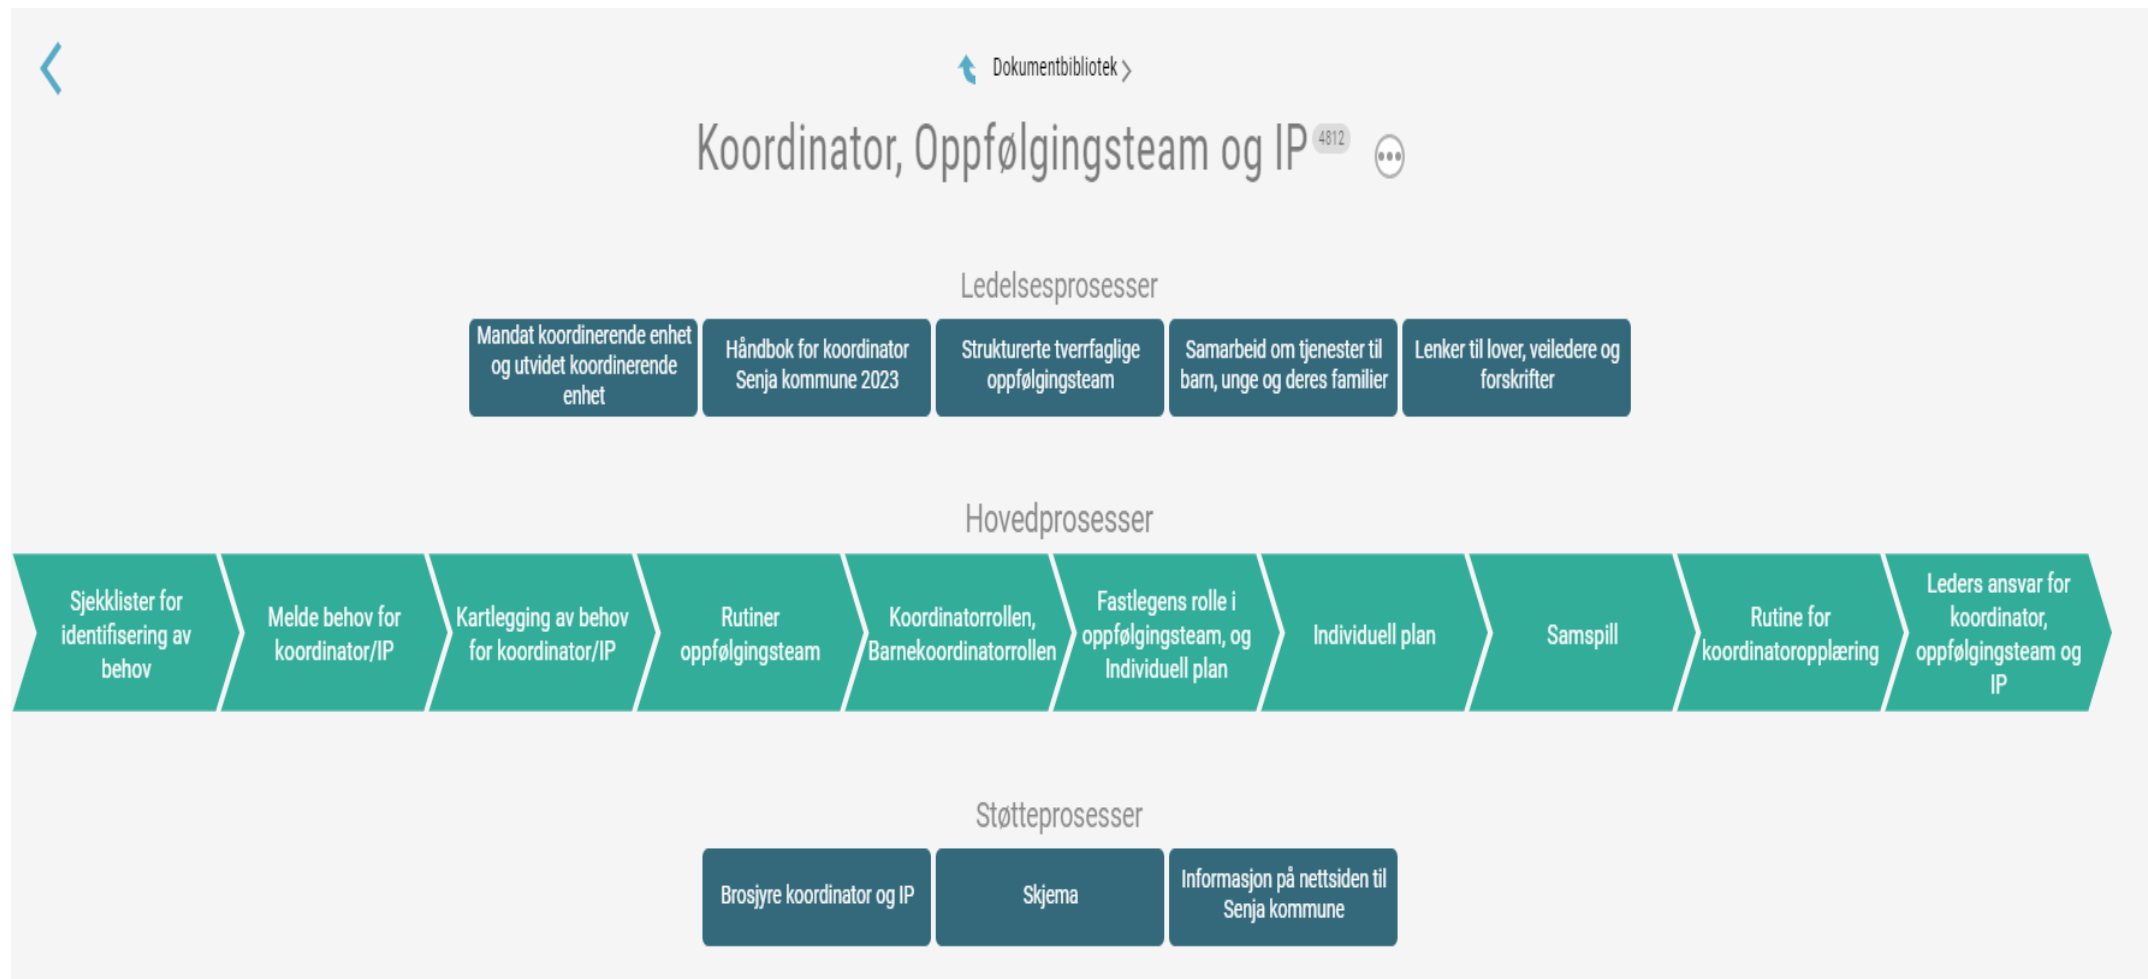 Dokumentbibliotek
Koordinator, Oppfølgingsteam og IP 4812
Ledelsesprosesser
Mandat koordinerende enhet
og utvidet koordinerende
enhet
Håndbok for koordinator
Senja kommune 2023
Strukturerte tverrfaglige
oppfølgingsteam
Samarbeid om tjenester til
barn, unge og deres familier
Lenker til lover, veiledere og
forskrifter
Hovedprosesser
Sjekklister for
identifisering av
behov
Melde behov for
koordinator/IP
Kartlegging av behov
for koordinator/IP
Rutiner
oppfølgingsteam
Koordinatorrollen,
Barnekoordinatorrollen
Fastlegens rolle i
oppfølgingsteam, og
Individuell plan
Individuell plan
Samspill
Rutine for
koordinatoropplæring
Leders ansvar for
koordinator,
oppfølgingsteam og
IP
Støtteprosesser
Brosjyre koordinator og IP
Skjema
Informasjon på nettsiden til
Senja kommune